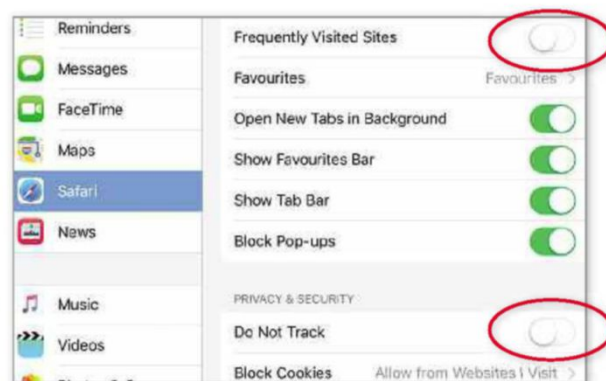 Reminders
Messages
FaceTime
Maps
Safari
News
Music
Videos
Frequently Visited Sites
Favourites Favourites >
Open New Tabs in Background
Show Favourites Bar
Show Tab Bar
Block Pop-ups
PRIVACY & SECURITY
Do Not Track
Block Cookies Allow from Websites I Visit >